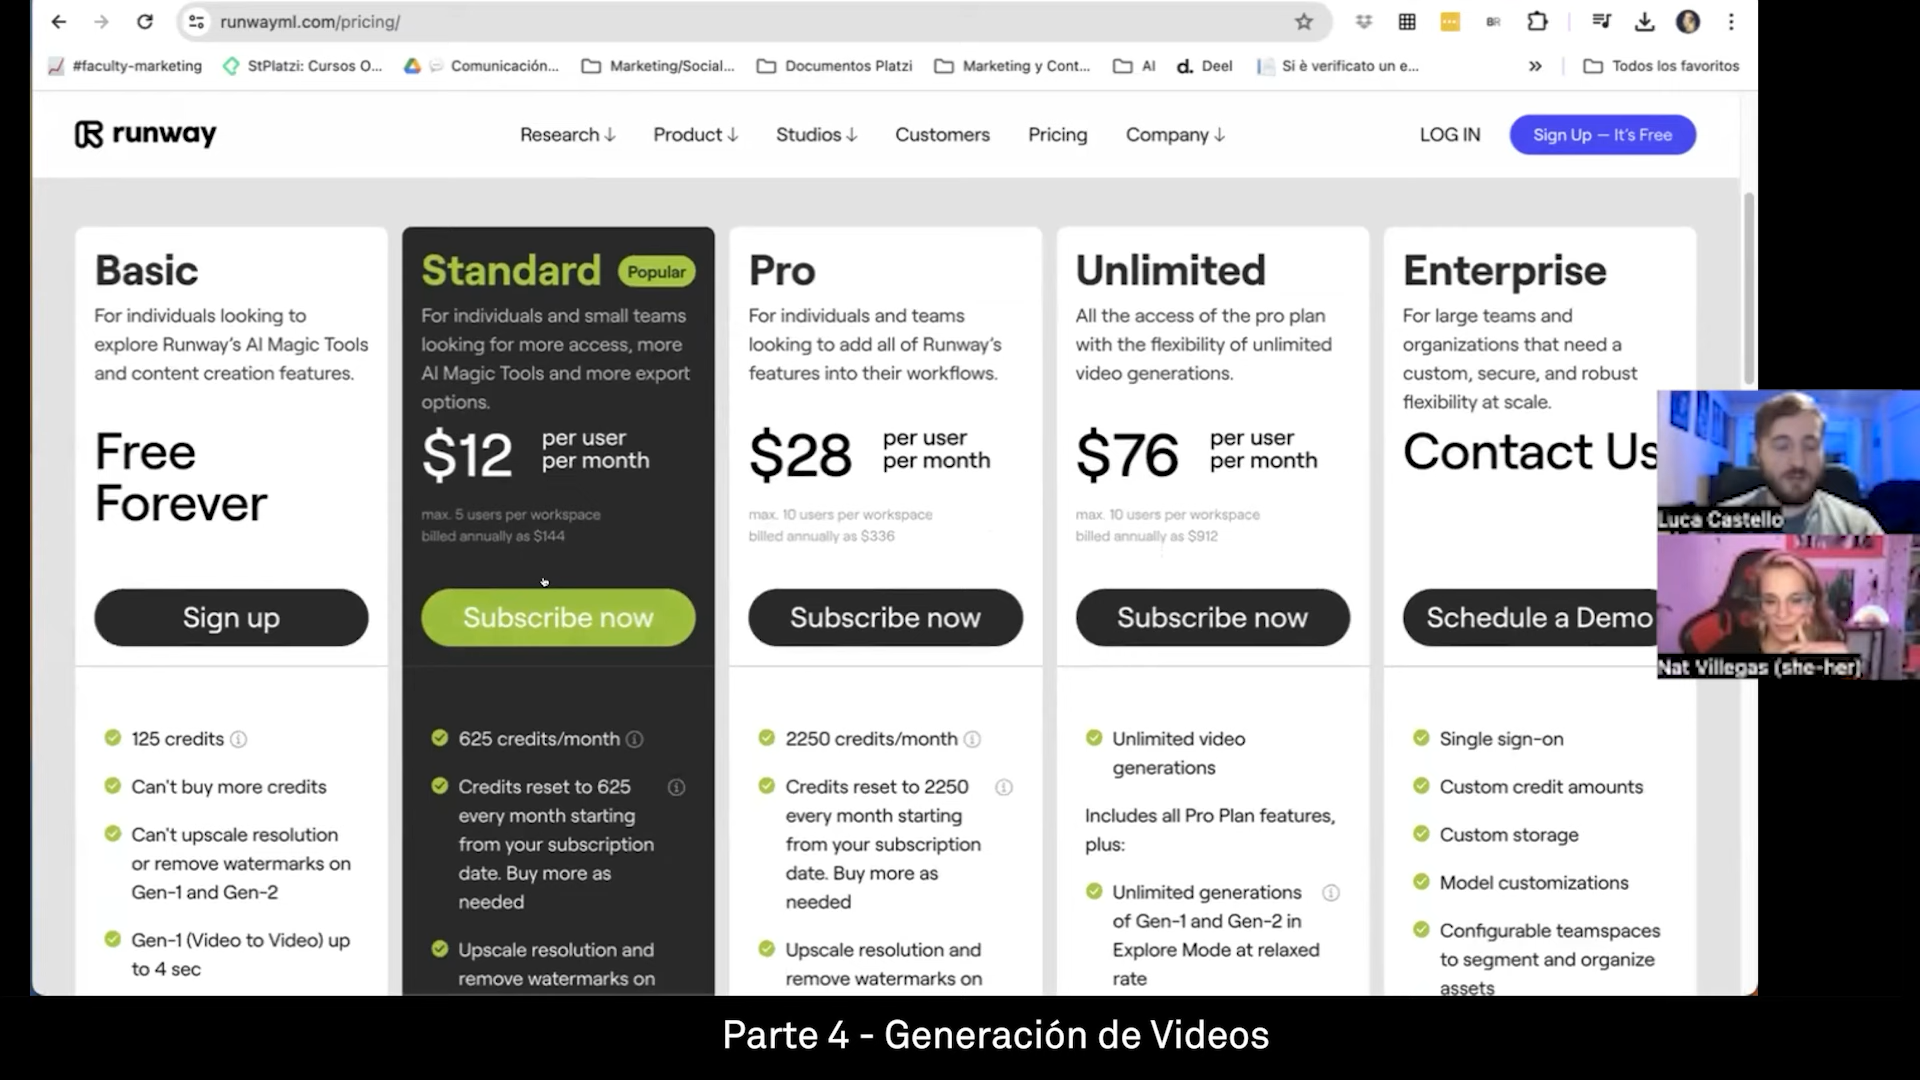 runwayml.com/pricing/
BR
#faculty-marketing
StPlatzi: Cursos O...
Comunicación...
Marketing/Social...
Documentos Platzi
Marketing y Cont...
AI
d. Deel
Si è verificato un e...
»
Todos los favoritos
runway
Research↓
Product↓
Studios↓
Customers
Pricing
Company↓
LOG IN
Sign Up — It's Free
Basic
For individuals looking to
explore Runway's AI Magic Tools
and content creation features.
Free
Forever
Sign up
125 credits
Can't buy more credits
Can't upscale resolution
or remove watermarks on
Gen-1 and Gen-2
Gen-1 (Video to Video) up
to 4 sec
Standard
Popular
For individuals and small teams
looking for more access, more
AI Magic Tools and more export
options.
$12
per user
per month
max. 5 users per workspace
billed annually as $144
Subscribe now
625 credits/month
Credits reset to 625
every month starting
from your subscription
date. Buy more as
needed
Upscale resolution and
remove watermarks on
Pro
For individuals and teams
looking to add all of Runway's
features into their workflows.
$28
per user
per month
max. 10 users per workspace
billed annually as $336
Subscribe now
2250 credits/month
Credits reset to 2250
every month starting
from your subscription
date. Buy more as
needed
Upscale resolution and
remove watermarks on
Unlimited
All the access of the pro plan
with the flexibility of unlimited
video generations.
$76
per user
per month
max. 10 users per workspace
billed annually as $912
Subscribe now
Unlimited video
generations
Includes all Pro Plan features,
plus:
Unlimited generations
of Gen-1 and Gen-2 in
Explore Mode at relaxed
rate
Enterprise
For large teams and
organizations that need a
custom, secure, and robust
flexibility at scale.
Contact Us
Schedule a Demo
Single sign-on
Custom credit amounts
Custom storage
Model customizations
Configurable teamspaces
to segment and organize
assets
Luca Castello
Nat Villegas (she-her)
Parte 4 - Generación de Videos